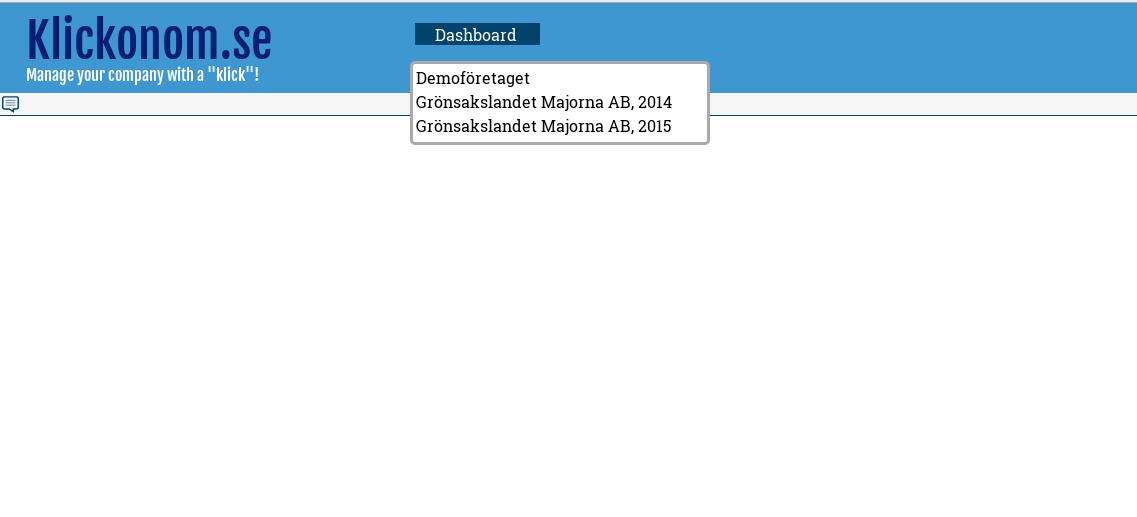 Klickonom.se
Manage your company with a "klick"!
Dashboard
Demoföretaget
Grönsakslandet Majorna AB, 2014
Grönsakslandet Majorna AB, 2015